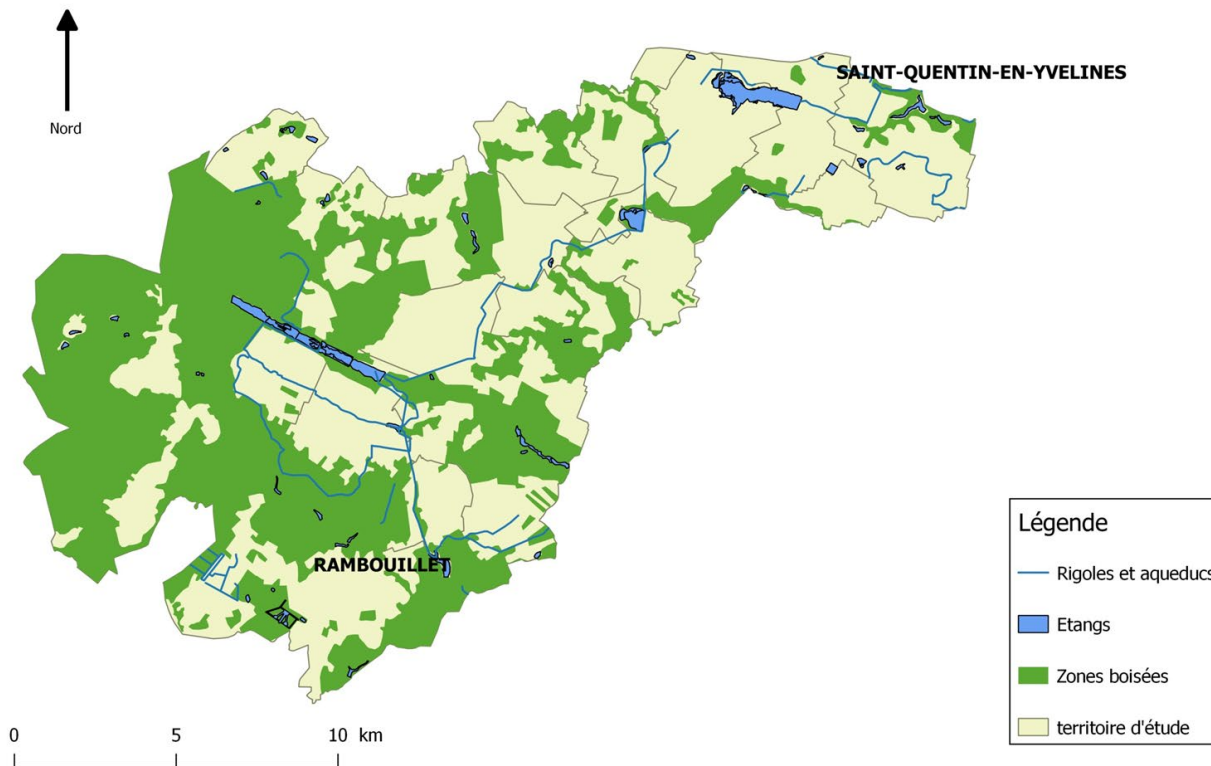 Nord
SAINT-QUENTIN-EN-YVELINES
RAMBOUILLET
Légende
Rigoles et aqueducs
Etangs
Zones boisées
territoire d'étude
0 5 10 km